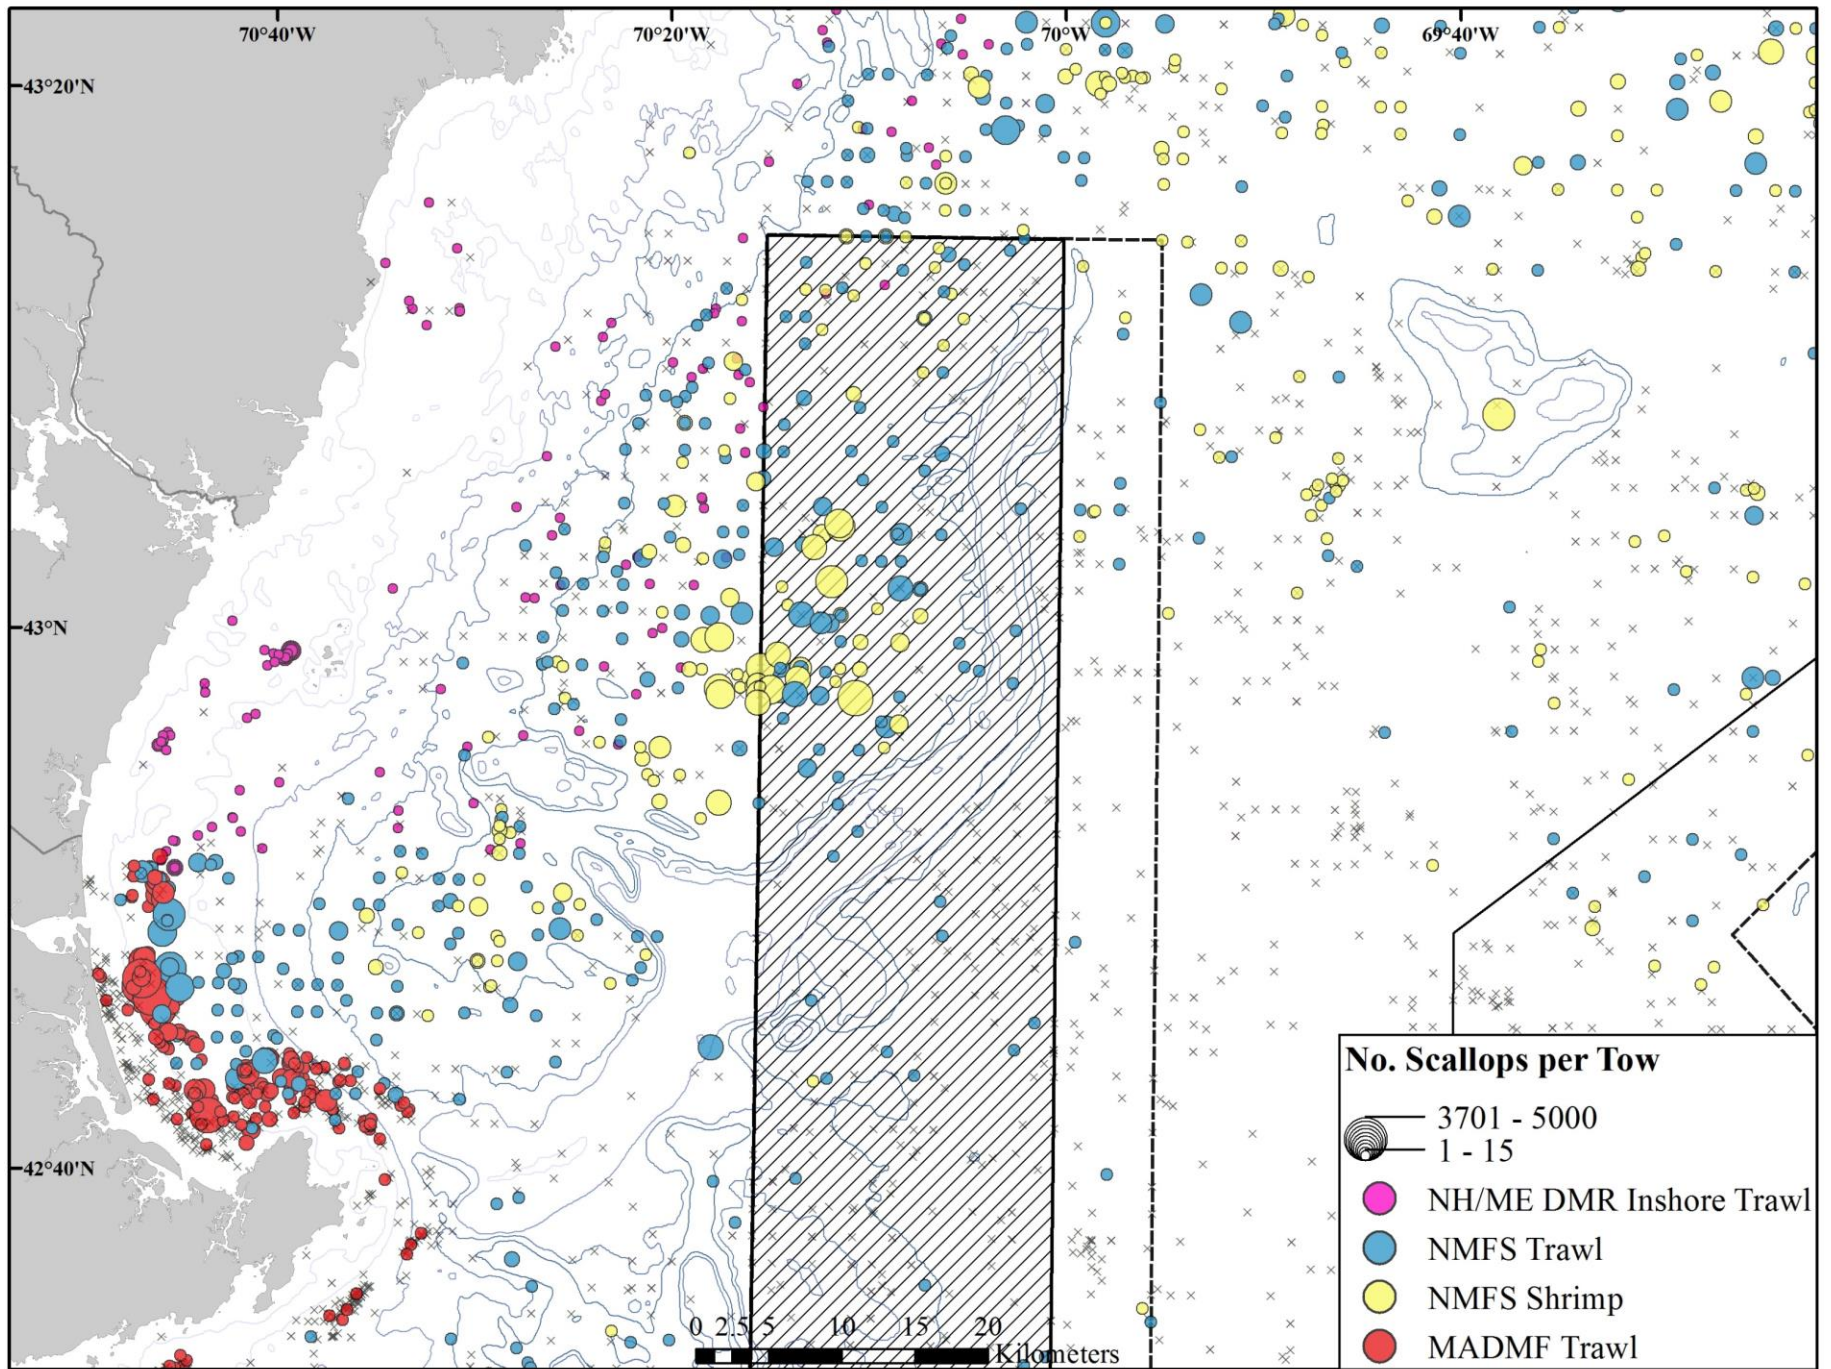 70°40'W 70°20'W 70°W 69°40'W
43°20'N
43°N
42°40'N
No. Scallops per Tow
3701 - 5000
1 - 15
NH/ME DMR Inshore Trawl
NMFS Trawl
NMFS Shrimp
MADMF Trawl
0 2.5 5 10 15 20
Kilometers